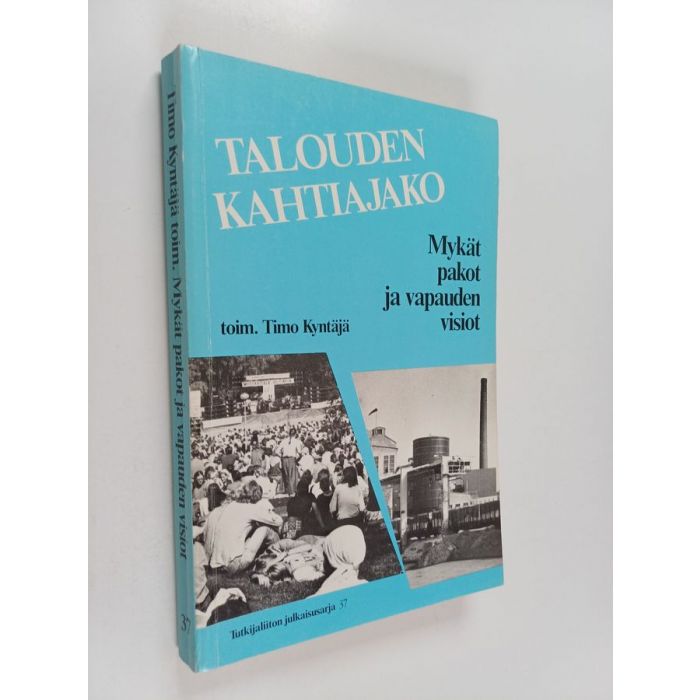 TALOUDEN
KAHTIAJAKO
Mykät
pakot
ja vapauden
visiot
toim. Timo Kyntäjä
Tutkijaliiton julkaisusarja 37
Timo Kyntäjä toim. Mykät pakot ja vapauden visiot
37